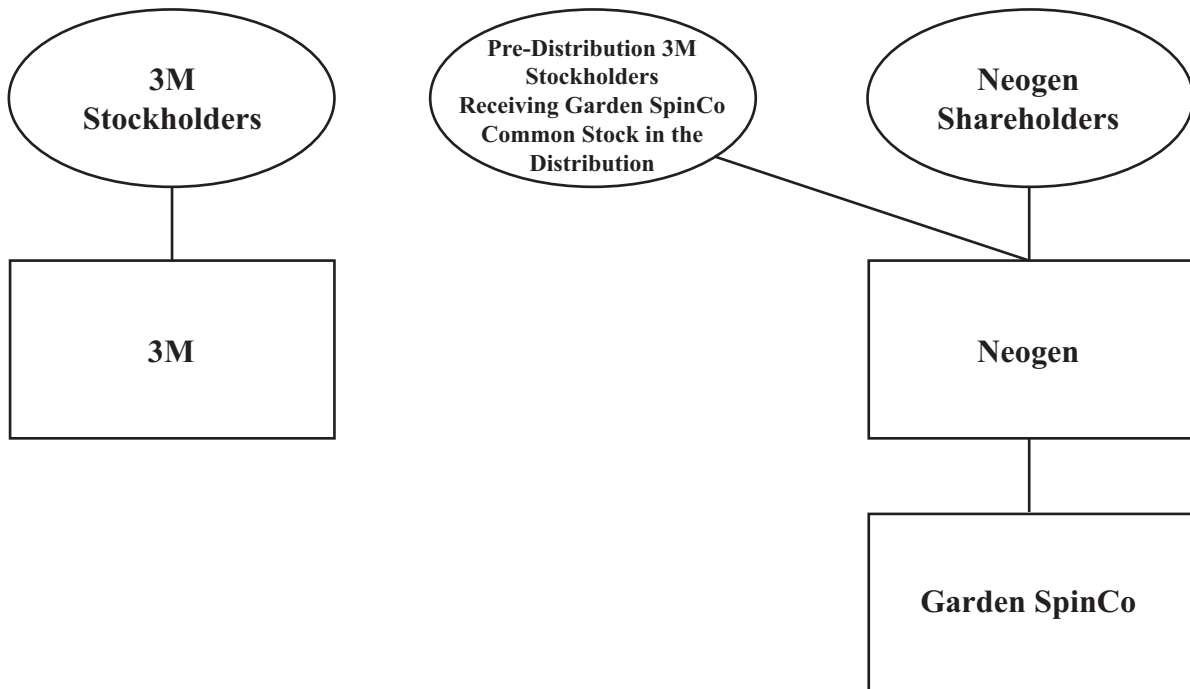 3M
Stockholders
Pre-Distribution 3M
Stockholders
Receiving Garden SpinCo
Common Stock in the
Distribution
Neogen
Shareholders
3M
Neogen
Garden SpinCo